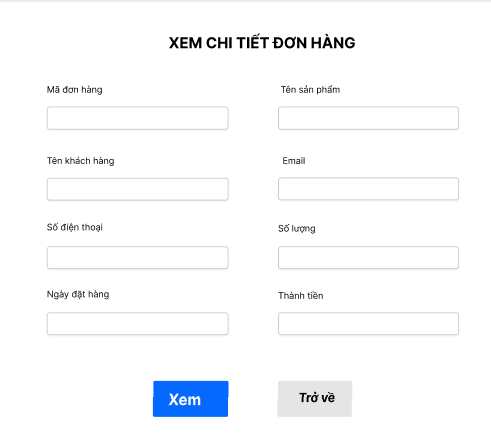 XEM CHI TIẾT ĐƠN HÀNG
Mã đơn hàng
Tên sản phẩm
Tên khách hàng
Email
Số điện thoại
Số lượng
Ngày đặt hàng
Thành tiền
Xem
Trở về